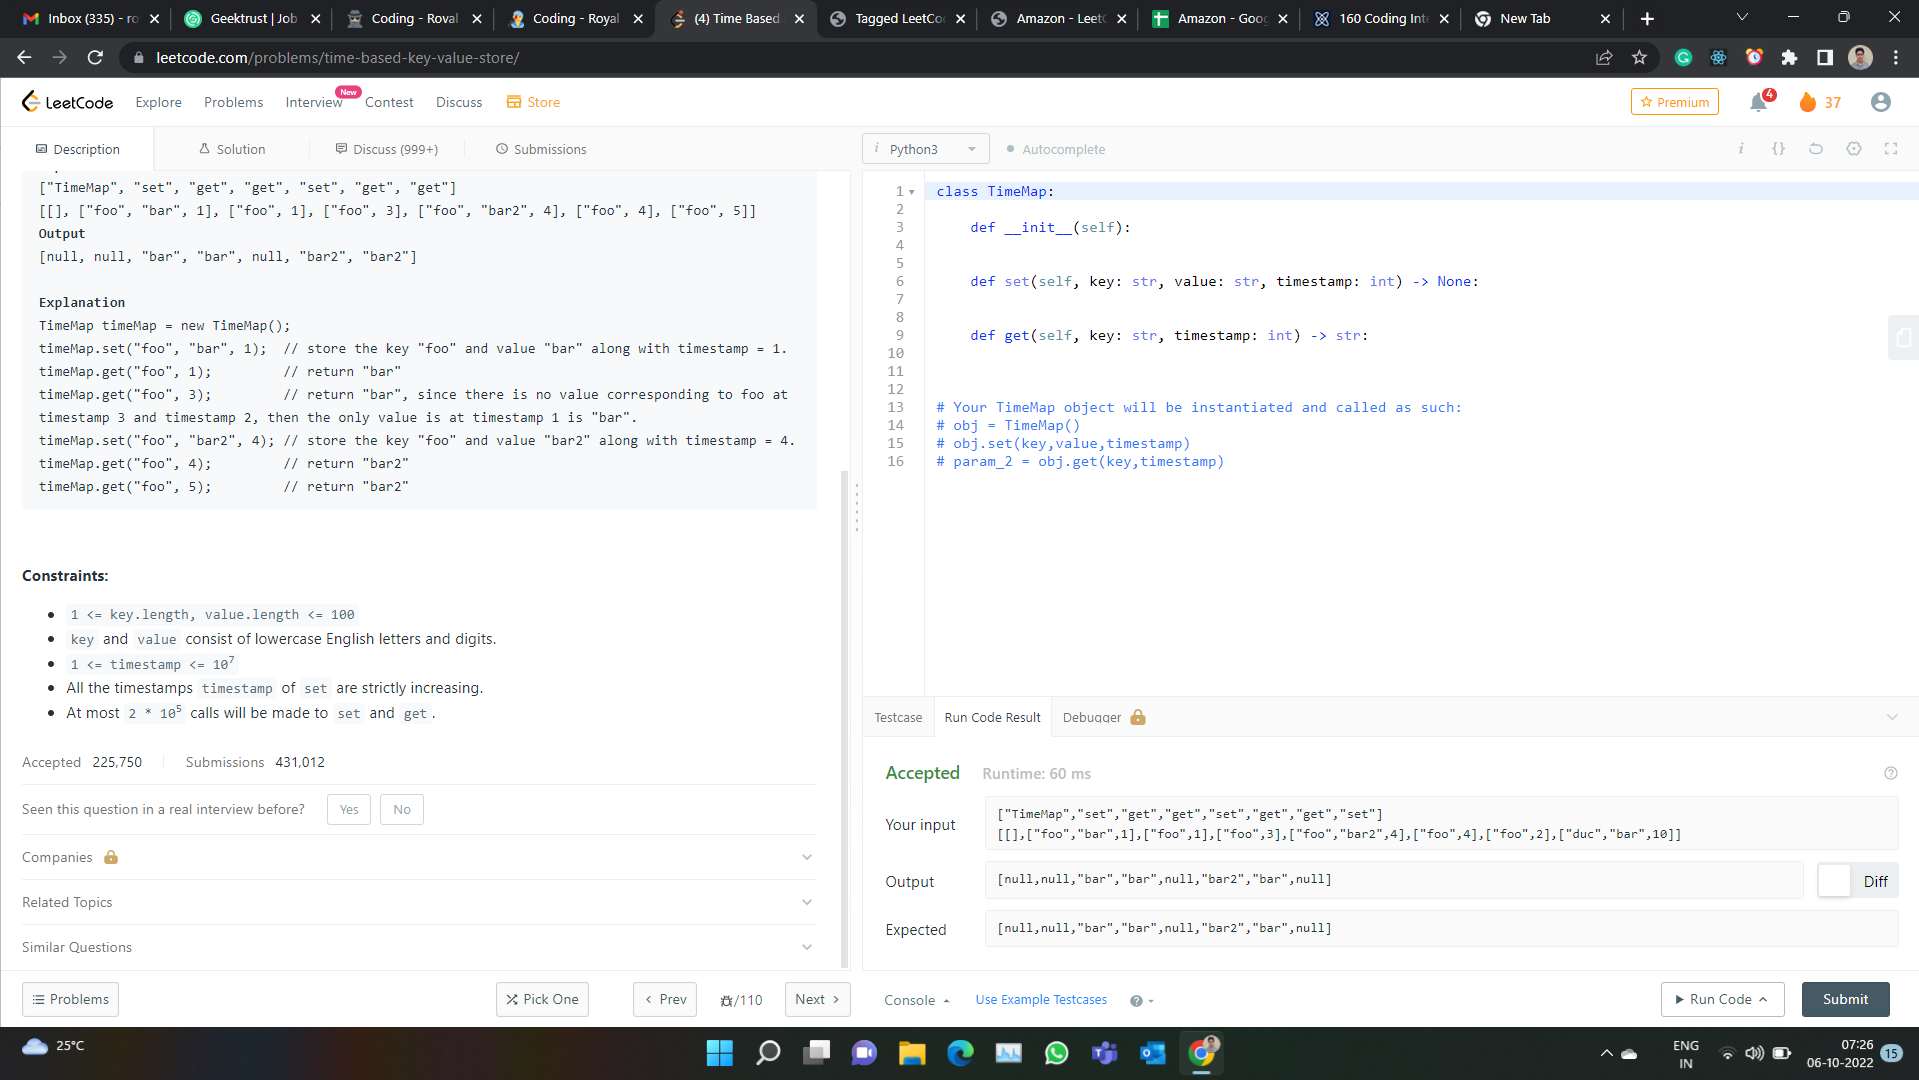 Inbox (335) - ro
Geektrust | Job
Coding - Royal
Coding - Royal
(4) Time Based
Tagged LeetCo
Amazon - LeetC
Amazon - Goog
160 Coding Inte
New Tab
leetcode.com/problems/time-based-key-value-store/
LeetCode
Explore
Problems
Interview
New
Contest
Discuss
Store
Premium
4
37
Description
Solution
Discuss (999+)
Submissions
Python3
Autocomplete
["TimeMap", "set", "get", "get", "set", "get", "get"]
[[], ["foo", "bar", 1], ["foo", 1], ["foo", 3], ["foo", "bar2", 4], ["foo", 4], ["foo", 5]]
Output
[null, null, "bar", "bar", null, "bar2", "bar2"]
Explanation
TimeMap timeMap = new TimeMap();
timeMap.set("foo", "bar", 1);  // store the key "foo" and value "bar" along with timestamp = 1.
timeMap.get("foo", 1);         // return "bar"
timeMap.get("foo", 3);         // return "bar", since there is no value corresponding to foo at
timestamp 3 and timestamp 2, then the only value is at timestamp 1 is "bar".
timeMap.set("foo", "bar2", 4); // store the key "foo" and value "bar2" along with timestamp = 4.
timeMap.get("foo", 4);         // return "bar2"
timeMap.get("foo", 5);         // return "bar2"
Constraints:
1 <= key.length, value.length <= 100
key and value consist of lowercase English letters and digits.
1 <= timestamp <= 10^7
All the timestamps timestamp of set are strictly increasing.
At most 2 * 10^5 calls will be made to set and get.
Accepted 225,750 Submissions 431,012
Seen this question in a real interview before? Yes No
Companies
Related Topics
Similar Questions
Problems
Pick One
Prev
/110
Next
1 class TimeMap:
2
3     def __init__(self):
4
5
6     def set(self, key: str, value: str, timestamp: int) -> None:
7
8
9     def get(self, key: str, timestamp: int) -> str:
10
11
12
13 # Your TimeMap object will be instantiated and called as such:
14 # obj = TimeMap()
15 # obj.set(key,value,timestamp)
16 # param_2 = obj.get(key,timestamp)
Testcase
Run Code Result
Debugger
Accepted Runtime: 60 ms
Your input
["TimeMap","set","get","get","set","get","get","set"]
[[],["foo","bar",1],["foo",1],["foo",3],["foo","bar2",4],["foo",4],["foo",2],["duc","bar",10]]
Output
[null,null,"bar","bar",null,"bar2","bar",null]
Diff
Expected
[null,null,"bar","bar",null,"bar2","bar",null]
Console
Use Example Testcases
Run Code
Submit
25°C
ENG
IN
07:26
06-10-2022
15